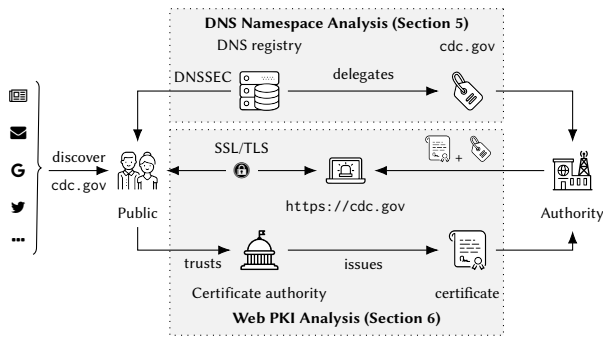 DNS Namespace Analysis (Section 5)
DNS registry
cdc.gov
DNSSEC
delegates
SSL/TLS
+
discover
cdc.gov
G
https://cdc.gov
Public
Authority
trusts
issues
Certificate authority
certificate
Web PKI Analysis (Section 6)